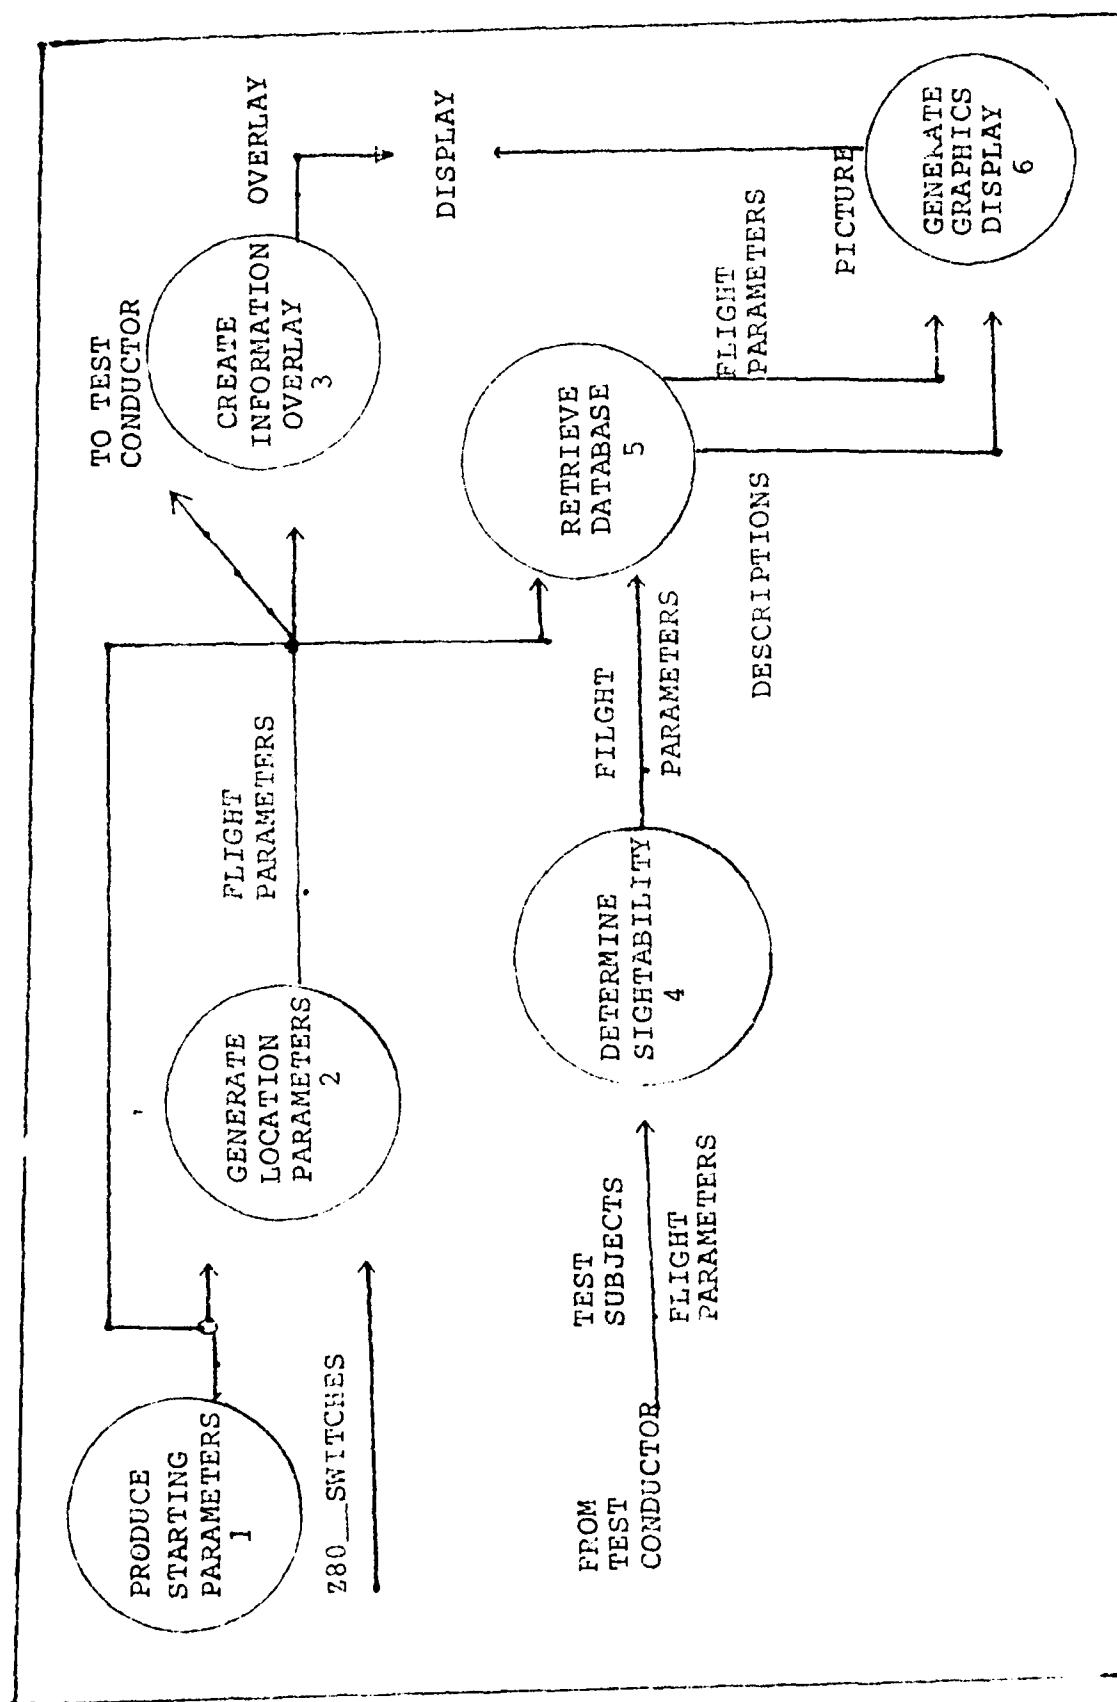 PRODUCE
STARTING
PARAMETERS
1
Z80__SWITCHES
GENERATE
LOCATION
PARAMETERS
2
FLIGHT
PARAMETERS
TO TEST
CONDUCTOR
CREATE
INFORMATION
OVERLAY
3
OVERLAY
DISPLAY
FROM
TEST
CONDUCTOR
TEST
SUBJECTS
FLIGHT
PARAMETERS
DETERMINE
SIGHTABILITY
4
FILGHT
PARAMETERS
RETRIEVE
DATABASE
5
DESCRIPTIONS
FLIGHT
PARAMETERS
PICTURE
GENERATE
GRAPHICS
DISPLAY
6